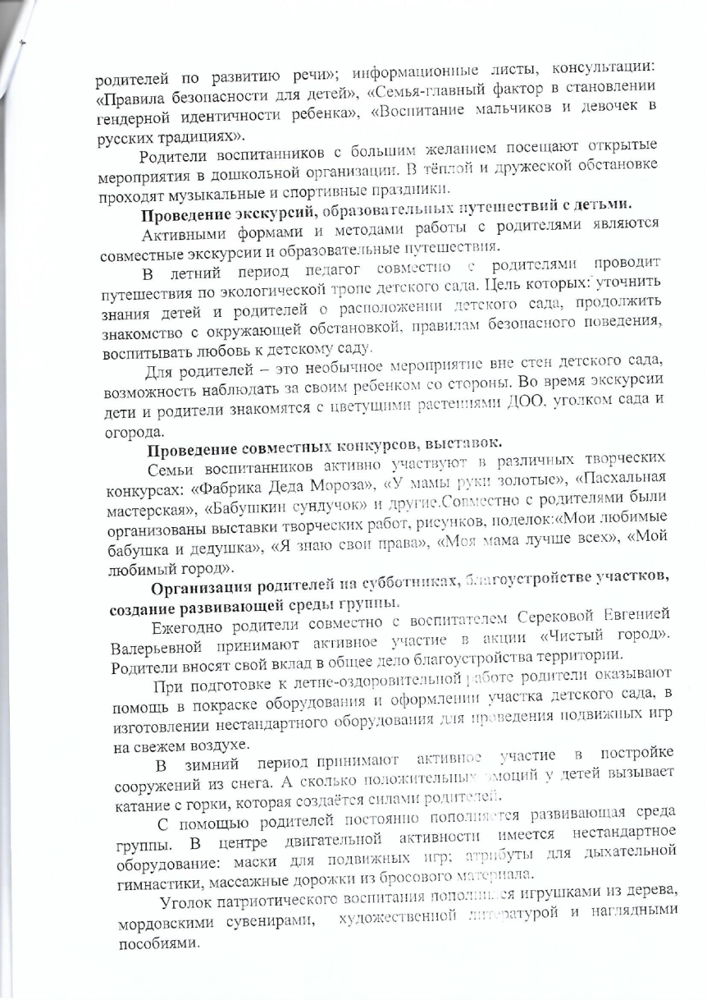 родителей по развитию речи»; информационные листы, консультации:
«Правила безопасности для детей», «Семья-главный фактор в становлении
гендерной идентичности ребенка», «Воспитание мальчиков и девочек в
русских традициях».
Родители воспитанников с большим желанием посещают открытые
мероприятия в дошкольной организации. В тёплой и дружеской обстановке
проходят музыкальные и спортивные праздники.
Проведение экскурсий, образовательных путешествий с детьми.
Активными формами и методами работы с родителями являются
совместные экскурсии и образовательные путешествия.
В летний период педагог совместно с родителями проводит
путешествия по экологической тропе детского сада. Цель которых: уточнить
знания детей и родителей о расположении детского сада, продолжить
знакомство с окружающей обстановкой, правилам безопасного поведения,
воспитывать любовь к детскому саду.
Для родителей – это необычное мероприятие вне стен детского сада,
возможность наблюдать за своим ребенком со стороны. Во время экскурсии
дети и родители знакомятся с цветущими растениями ДОО, уголком сада и
огорода.
Проведение совместных конкурсов, выставок.
Семьи воспитанников активно участвуют в различных творческих
конкурсах: «Фабрика Деда Мороза», «У мамы руки золотые», «Пасхальная
мастерская», «Бабушкин сундучок» и другие.Совместно с родителями были
организованы выставки творческих работ, рисунков, поделок:«Мои любимые
бабушка и дедушка», «Я знаю свои права», «Моя мама лучше всех», «Мой
любимый город».
Организация родителей на субботниках, благоустройстве участков,
создание развивающей среды группы.
Ежегодно родители совместно с воспитателем Серековой Евгенией
Валерьевной принимают активное участие в акции «Чистый город».
Родители вносят свой вклад в общее дело благоустройства территории.
При подготовке к летне-оздоровительной работе родители оказывают
помощь в покраске оборудования и оформлении участка детского сада, в
изготовлении нестандартного оборудования для проведения подвижных игр
на свежем воздухе.
В зимний период принимают активное участие в постройке
сооружений из снега. А сколько положительных эмоций у детей вызывает
катание с горки, которая создаётся силами родителей.
С помощью родителей постоянно пополняется развивающая среда
группы. В центре двигательной активности имеется нестандартное
оборудование: маски для подвижных игр; атрибуты для дыхательной
гимнастики, массажные дорожки из бросового материала.
Уголок патриотического воспитания пополнился игрушками из дерева,
мордовскими сувенирами, художественной литературой и наглядными
пособиями.